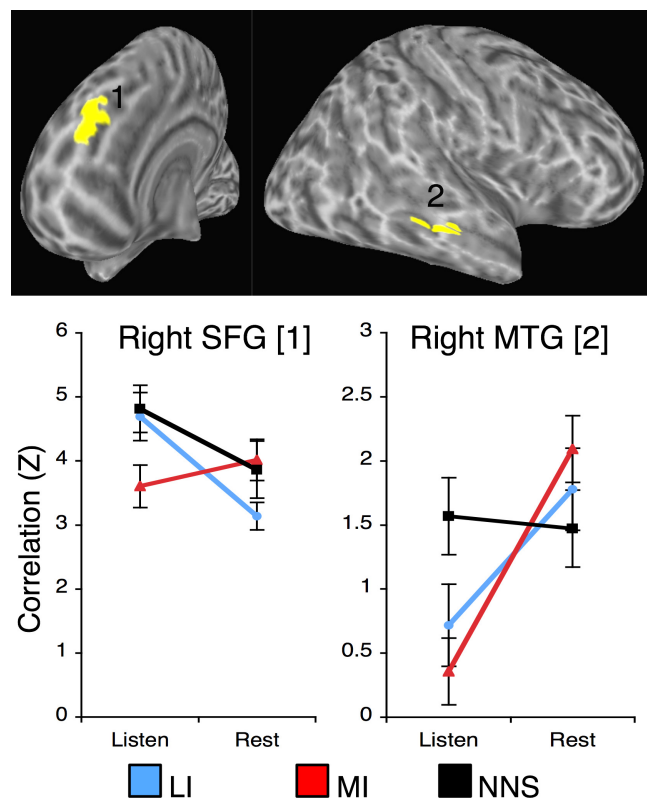 1
2
Right SFG [1]
Right MTG [2]
Correlation (Z)
6
5
4
3
2
1
0
Listen Rest
3
2.5
2
1.5
1
0.5
0
Listen Rest
LI MI NNS